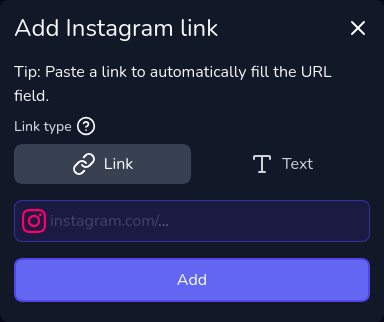 Add Instagram link
Tip: Paste a link to automatically fill the URL
field.
Link type ?
Link
Text
instagram.com/...
Add